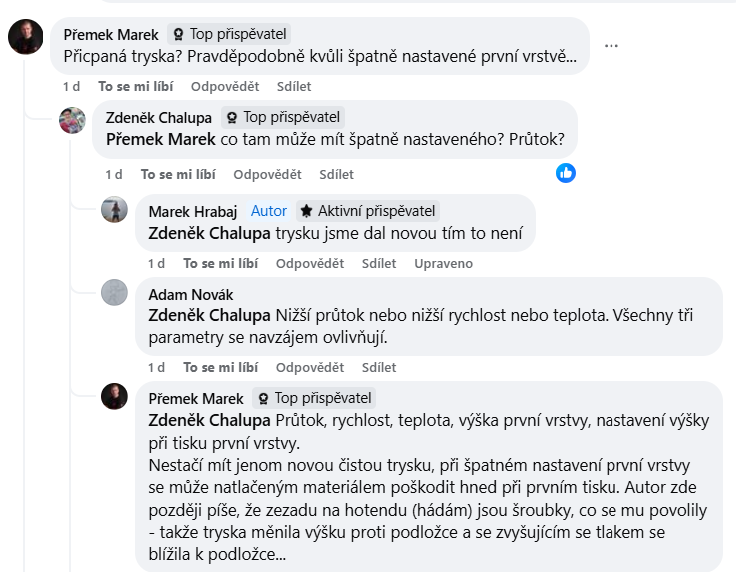 Přemek Marek Top přispěvatel
Přicpaná tryska? Pravděpodobně kvůli špatně nastavené první vrstvě...
1 d To se mi líbí Odpovědět Sdílet
Zdeněk Chalupa Top přispěvatel
Přemek Marek co tam může mít špatně nastaveného? Průtok?
1 d To se mi líbí Odpovědět Sdílet
Marek Hrabaj Autor Aktivní přispěvatel
Zdeněk Chalupa trysku jsme dal novou tím to není
1 d To se mi líbí Odpovědět Sdílet Upraveno
Adam Novák
Zdeněk Chalupa Nižší průtok nebo nižší rychlost nebo teplota. Všechny tři
parametry se navzájem ovlivňují.
1 d To se mi líbí Odpovědět Sdílet
Přemek Marek Top přispěvatel
Zdeněk Chalupa Průtok, rychlost, teplota, výška první vrstvy, nastavení výšky
při tisku první vrstvy.
Nestačí mít jenom novou čistou trysku, při špatném nastavení první vrstvy
se může natlačeným materiálem poškodit hned při prvním tisku. Autor zde
později píše, že zezadu na hotendu (hádám) jsou šroubky, co se mu povolily
- takže tryska měnila výšku proti podložce a se zvyšujícím se tlakem se
blížila k podložce...